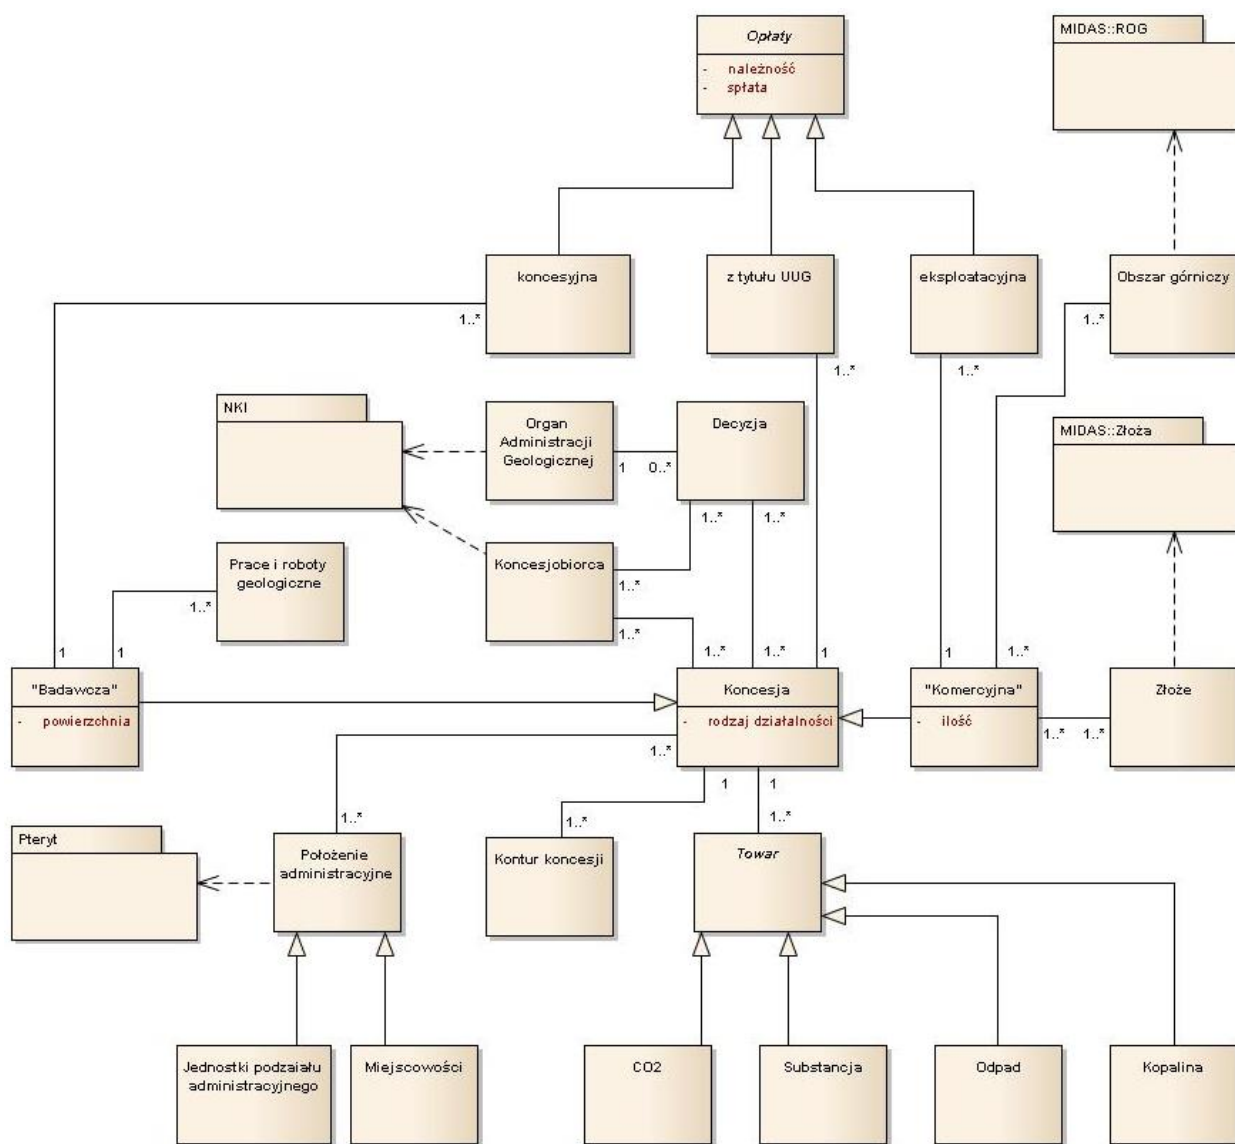 Opłaty
- należność
- spłata
MIDAS::ROG
koncesyjna
z tytułu UUG
eksploatacyjna
Obszar górniczy
1..*
1..*
1..*
1..*
NKI
Organ
Administracji
Geologicznej
Decyzja
MIDAS::Złoża
1
0..*
1..*
1..*
Prace i roboty
geologiczne
Koncesjobiorca
1..*
1..*
1..*
1
1
1..*
1..*
1
1
1..*
"Badawcza"
- powierzchnia
Koncesja
- rodzaj działalności
"Komercyjna"
- ilość
Złoże
1..*
1..*
1..*
1
1
1..*
1..*
1..*
Pteryt
Położenie
administracyjne
Kontur koncesji
Towar
Jednostki podzaiału
administracyjnego
Miejscowości
CO2
Substancja
Odpad
Kopalina